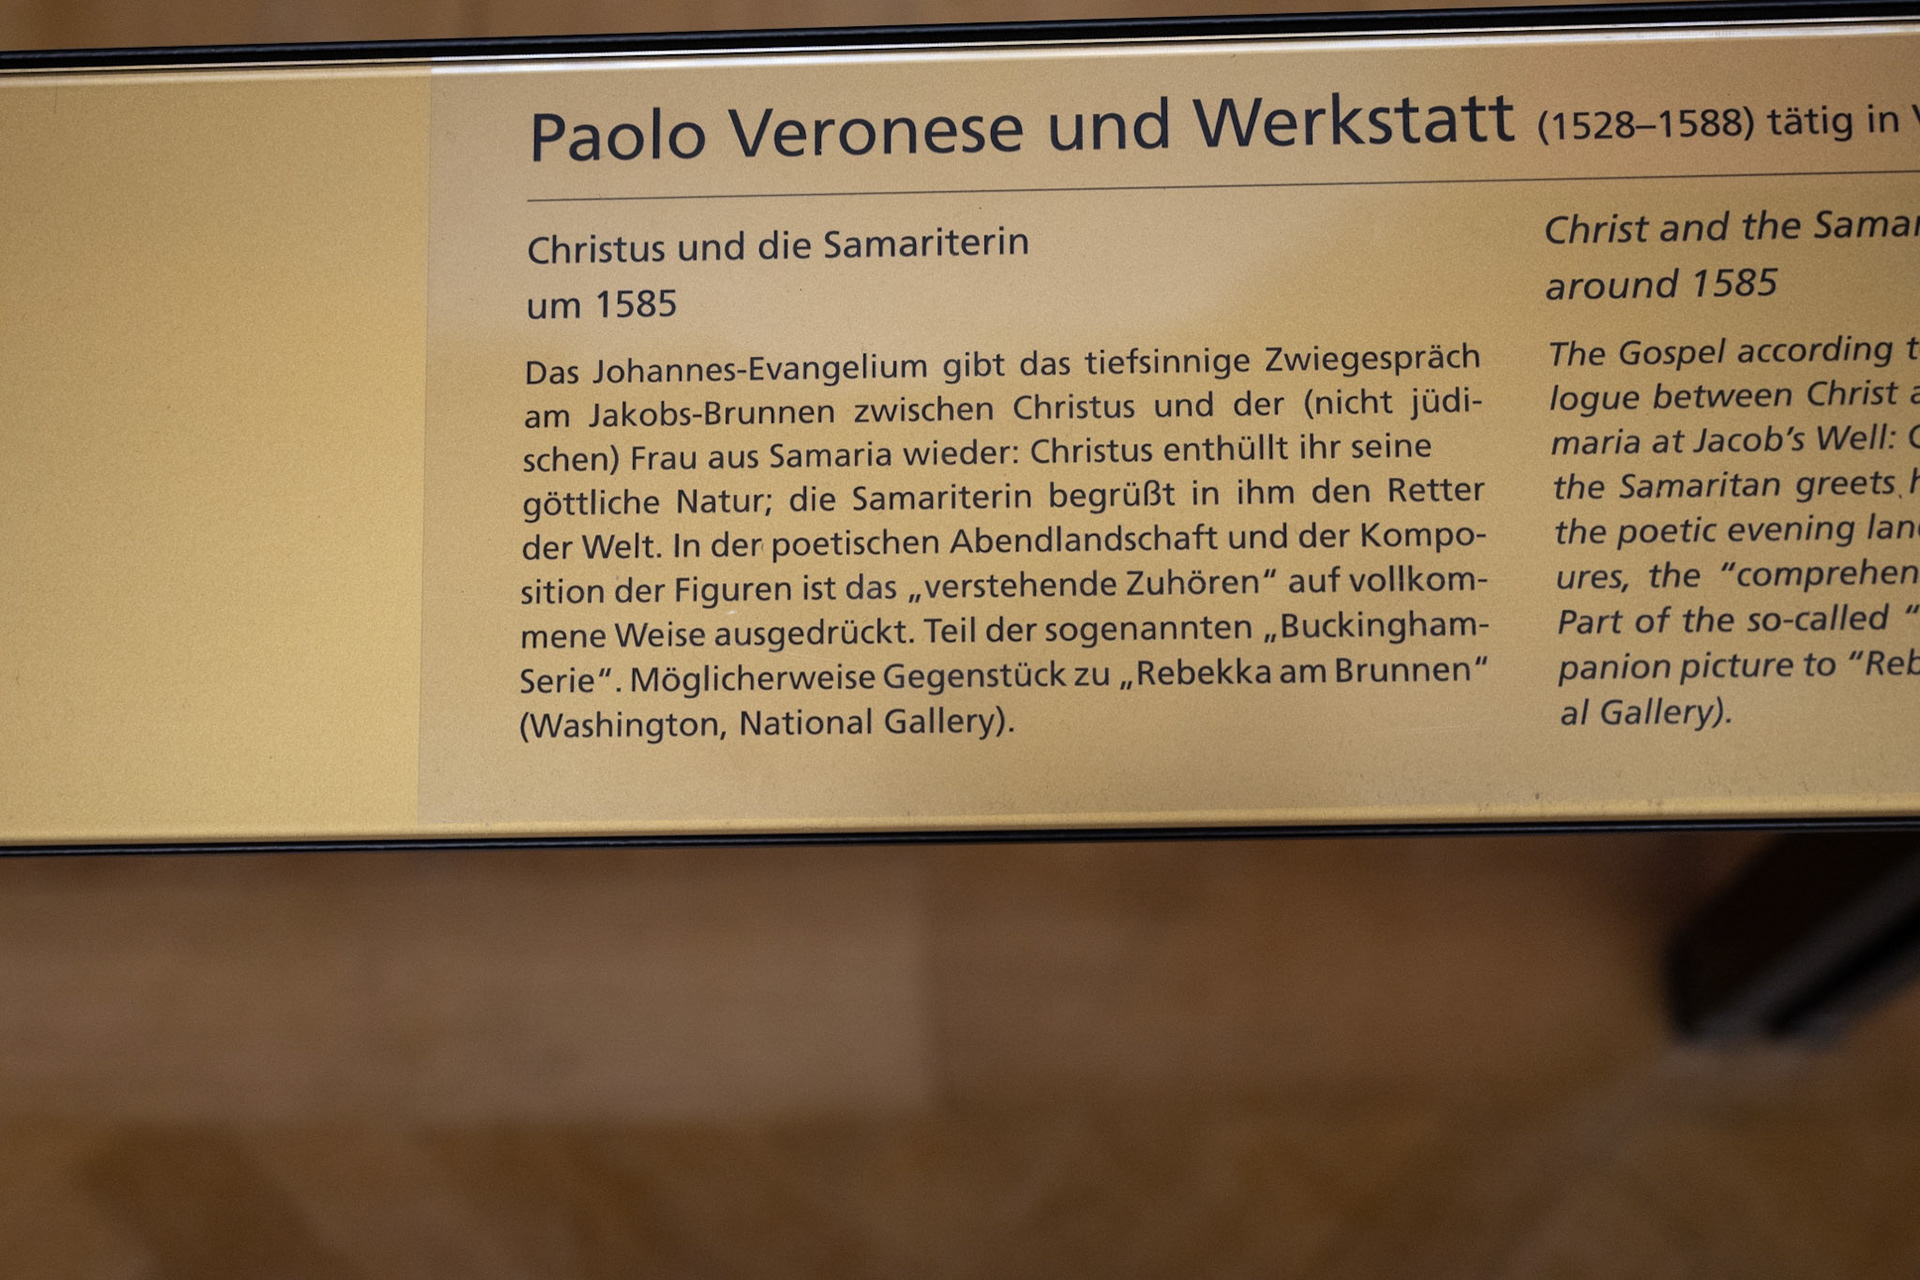 Paolo Veronese und Werkstatt (1528–1588) tätig in
Christus und die Samariterin
um 1585
Das Johannes-Evangelium gibt das tiefsinnige Zwiegespräch
am Jakobs-Brunnen zwischen Christus und der (nicht jüdi-
schen) Frau aus Samaria wieder: Christus enthüllt ihr seine
göttliche Natur; die Samariterin begrüßt in ihm den Retter
der Welt. In der poetischen Abendlandschaft und der Kompo-
sition der Figuren ist das „verstehende Zuhören“ auf vollkom-
mene Weise ausgedrückt. Teil der sogenannten „Buckingham-
Serie“. Möglicherweise Gegenstück zu „Rebekka am Brunnen“
(Washington, National Gallery).
Christ and the
around 1585
The Gospel according
logue between Christ
maria at Jacob’s Well:
the Samaritan greets
the poetic evening
ures, the
Part of the so-called “
panion picture to
al Gallery).